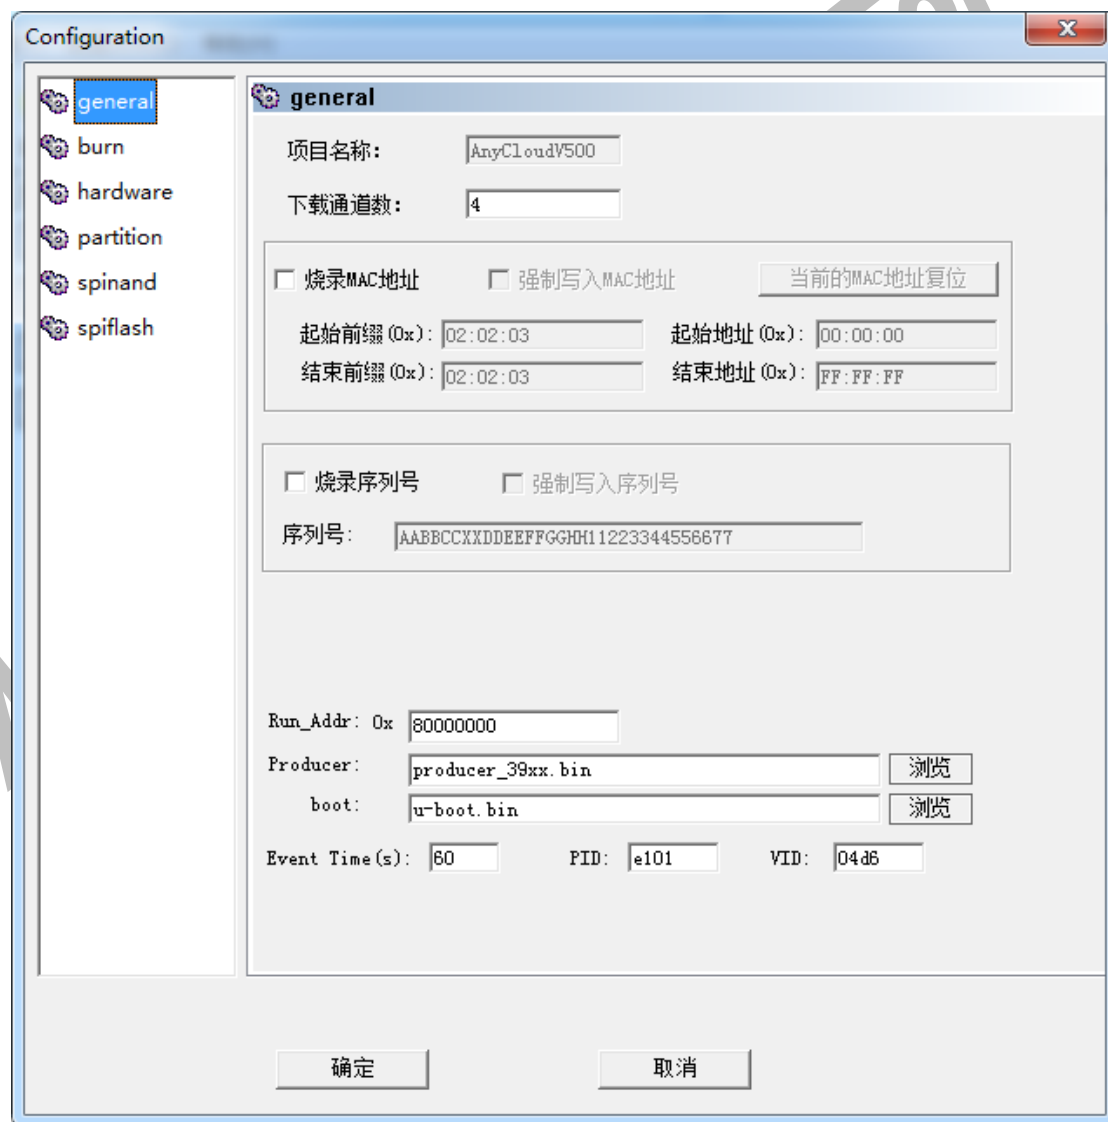 Configuration
general
burn
hardware
partition
spinand
spiflash
general
项目名称: AnyCloudV500
下载通道数: 4
烧录MAC地址 强制写入MAC地址 当前的MAC地址复位
起始前缀(0x): 02:02:03 起始地址(0x): 00:00:00
结束前缀(0x): 02:02:03 结束地址(0x): FF:FF:FF
烧录序列号 强制写入序列号
序列号: AABBCCXXDDEEFFGGHH11223344556677
Run_Addr: 0x 80000000
Producer: producer_39xx.bin 浏览
boot: u-boot.bin 浏览
Event Time(s): 60 PID: e101 VID: 04d6
确定 取消